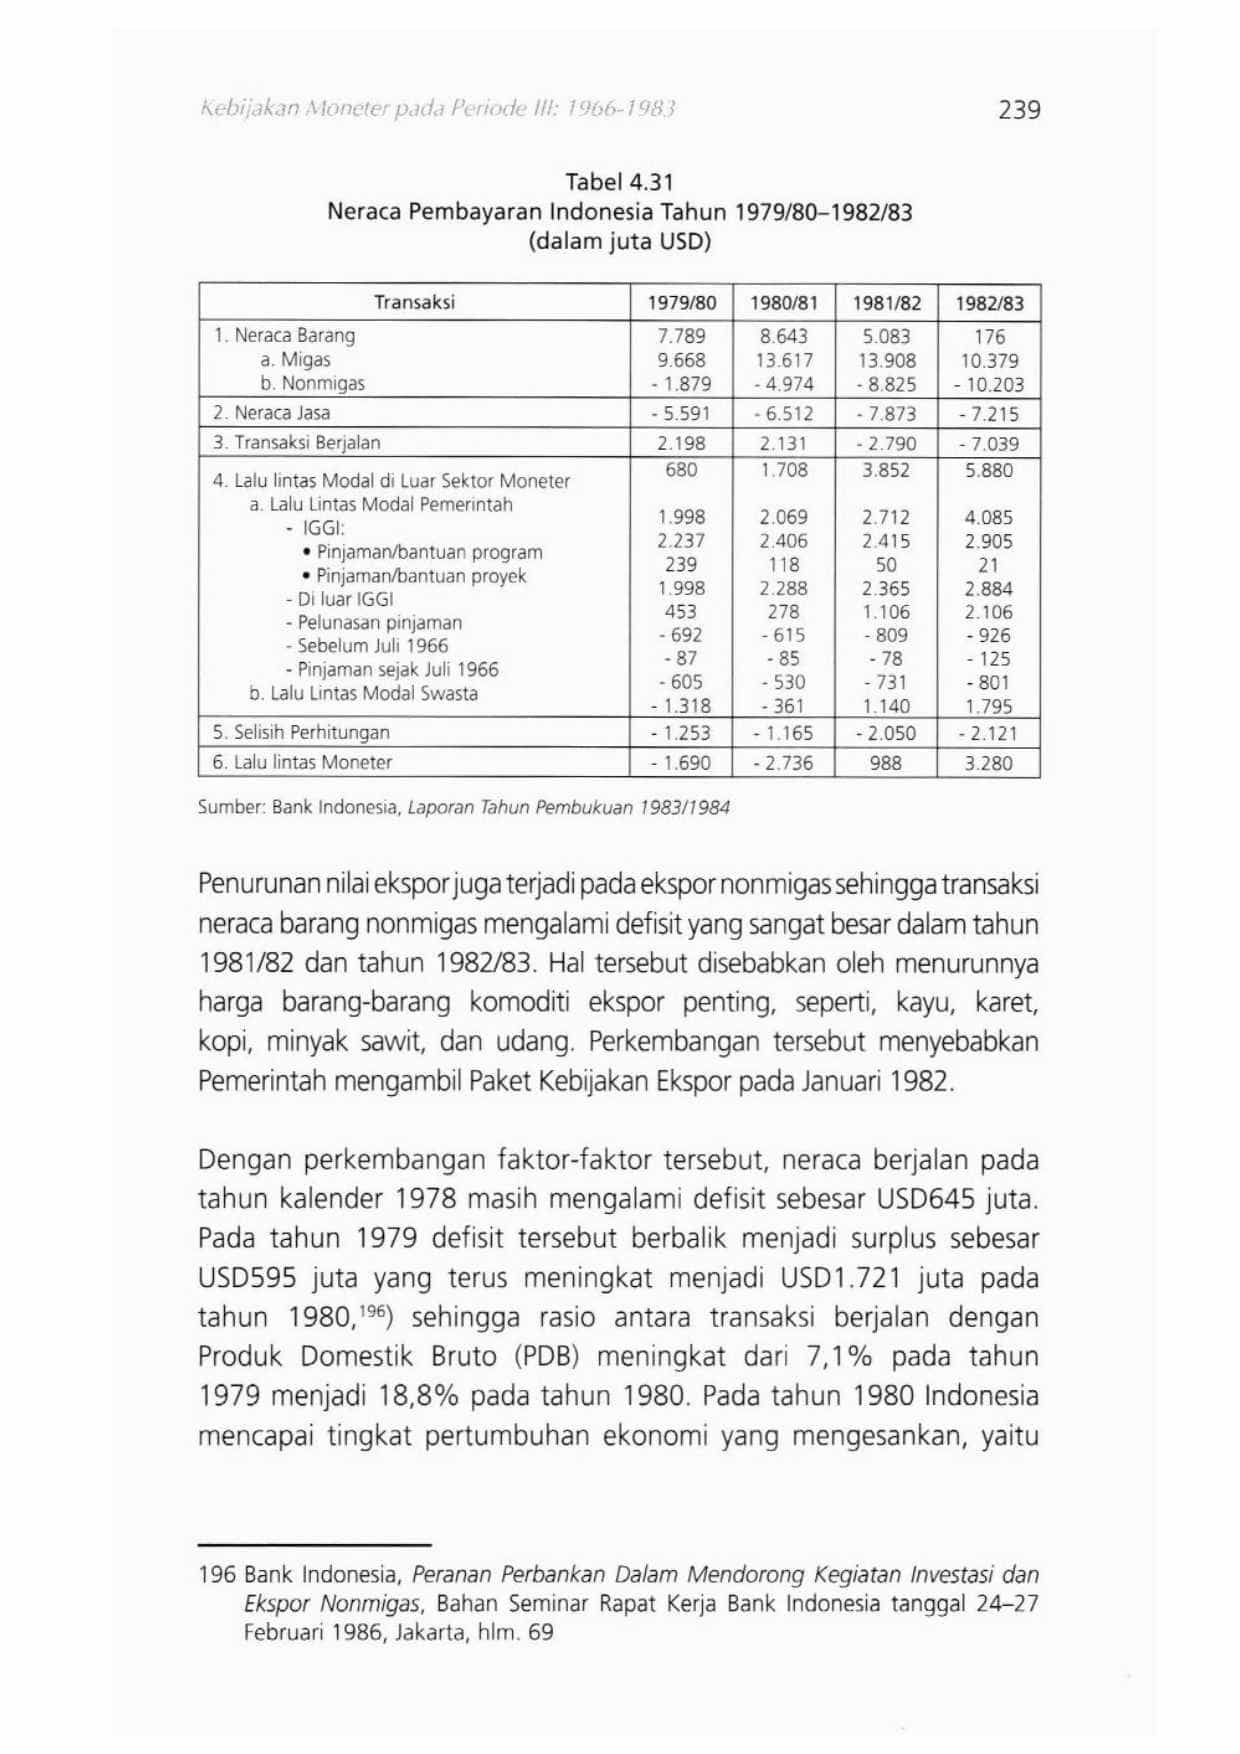 Kebijakan Moneter pada Periode III: 1966-1983 239
Tabel 4.31
Neraca Pembayaran Indonesia Tahun 1979/80–1982/83
(dalam juta USD)
Transaksi 1979/80 1980/81 1981/82 1982/83
1. Neraca Barang 7.789 8.643 5.083 176
a. Migas 9.668 13.617 13.908 10.379
b. Nonmigas - 1.879 - 4.974 - 8.825 - 10.203
2. Neraca Jasa - 5.591 - 6.512 - 7.873 - 7.215
3. Transaksi Berjalan 2.198 2.131 - 2.790 - 7.039
4. Lalu lintas Modal di Luar Sektor Moneter 680 1.708 3.852 5.880
a. Lalu Lintas Modal Pemerintah 1.998 2.069 2.712 4.085
- IGGI: 2.237 2.406 2.415 2.905
• Pinjaman/bantuan program 239 118 50 21
• Pinjaman/bantuan proyek 1.998 2.288 2.365 2.884
- Di luar IGGI 453 278 1.106 2.106
- Pelunasan pinjaman - 692 - 615 - 809 - 926
- Sebelum Juli 1966 - 87 - 85 - 78 - 125
- Pinjaman sejak Juli 1966 - 605 - 530 - 731 - 801
b. Lalu Lintas Modal Swasta - 1.318 - 361 1.140 1.795
5. Selisih Perhitungan - 1.253 - 1.165 - 2.050 - 2.121
6. Lalu lintas Moneter - 1.690 - 2.736 988 3.280
Sumber: Bank Indonesia, Laporan Tahun Pembukuan 1983/1984
Penurunan nilai ekspor juga terjadi pada ekspor nonmigas sehingga transaksi
neraca barang nonmigas mengalami defisit yang sangat besar dalam tahun
1981/82 dan tahun 1982/83. Hal tersebut disebabkan oleh menurunnya
harga barang-barang komoditi ekspor penting, seperti, kayu, karet,
kopi, minyak sawit, dan udang. Perkembangan tersebut menyebabkan
Pemerintah mengambil Paket Kebijakan Ekspor pada Januari 1982.
Dengan perkembangan faktor-faktor tersebut, neraca berjalan pada
tahun kalender 1978 masih mengalami defisit sebesar USD645 juta.
Pada tahun 1979 defisit tersebut berbalik menjadi surplus sebesar
USD595 juta yang terus meningkat menjadi USD1.721 juta pada
tahun 1980,¹⁹⁶) sehingga rasio antara transaksi berjalan dengan
Produk Domestik Bruto (PDB) meningkat dari 7,1% pada tahun
1979 menjadi 18,8% pada tahun 1980. Pada tahun 1980 Indonesia
mencapai tingkat pertumbuhan ekonomi yang mengesankan, yaitu
196 Bank Indonesia, Peranan Perbankan Dalam Mendorong Kegiatan Investasi dan
Ekspor Nonmigas, Bahan Seminar Rapat Kerja Bank Indonesia tanggal 24–27
Februari 1986, Jakarta, hlm. 69